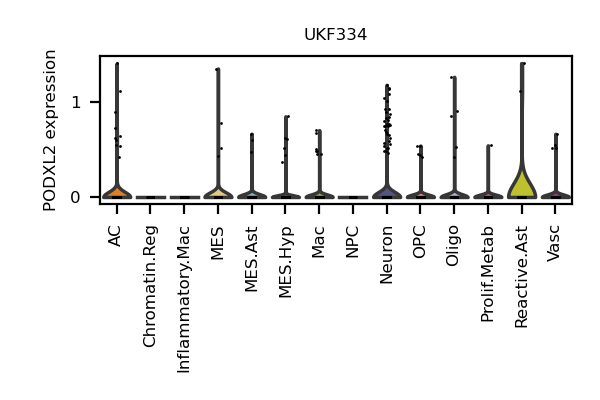 UKF334
PODXL2 expression
1
0
AC
Chromatin.Reg
Inflammatory.Mac
MES
MES.Ast
MES.Hyp
Mac
NPC
Neuron
OPC
Oligo
Prolif.Metab
Reactive.Ast
Vasc